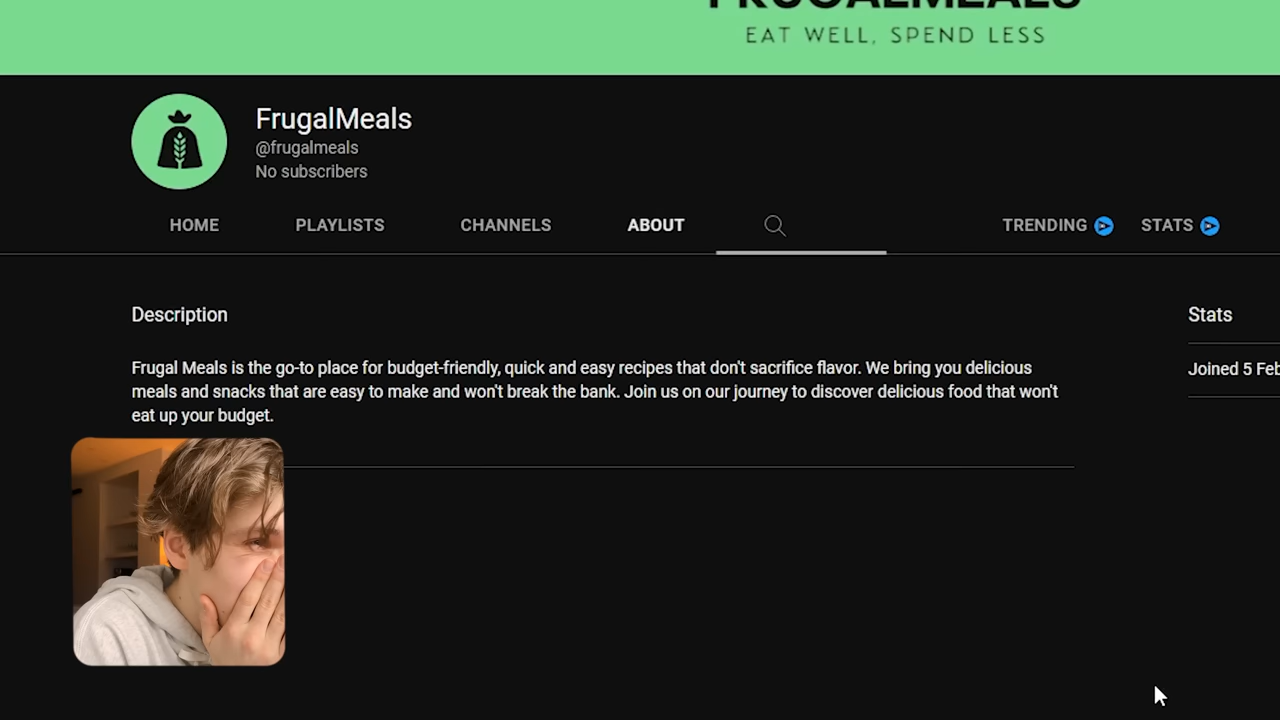 FRUGALMEALS
EAT WELL, SPEND LESS
FrugalMeals
@frugalmeals
No subscribers
HOME PLAYLISTS CHANNELS ABOUT TRENDING STATS
Description
Stats
Frugal Meals is the go-to place for budget-friendly, quick and easy recipes that don't sacrifice flavor. We bring you delicious
meals and snacks that are easy to make and won't break the bank. Join us on our journey to discover delicious food that won't
eat up your budget.
Joined 5 Feb